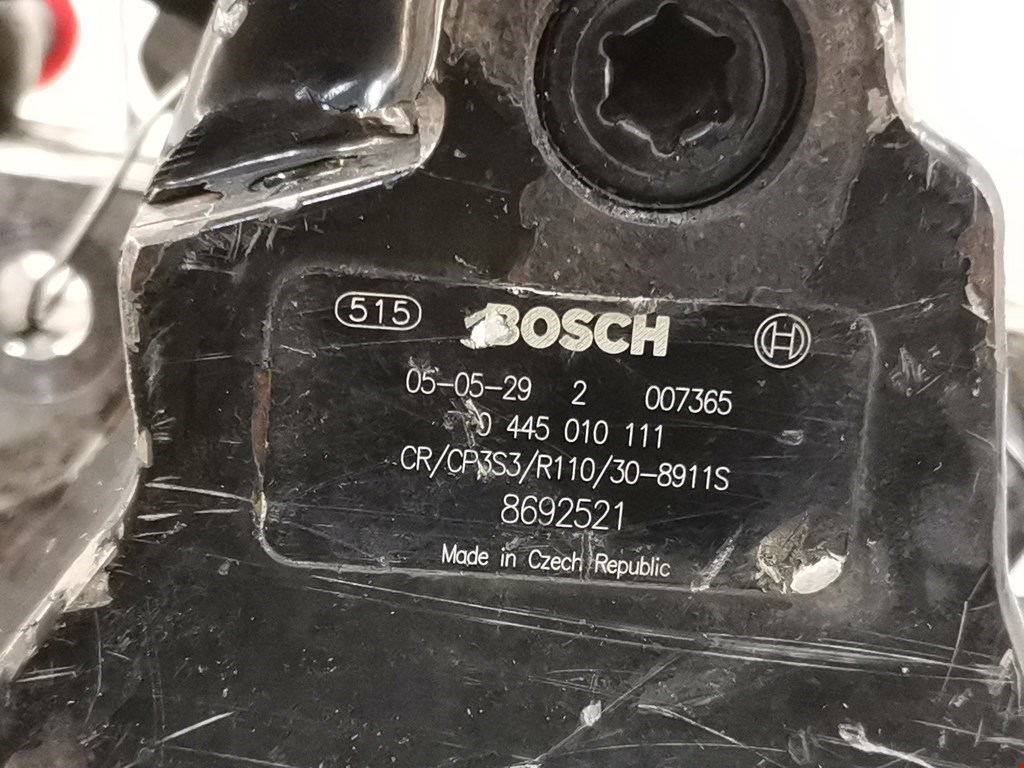 515 BOSCH H
05-05-29 2 007365
0 445 010 111
CR/CP3S3/R110/30-8911S
8692521
Made in Czech Republic